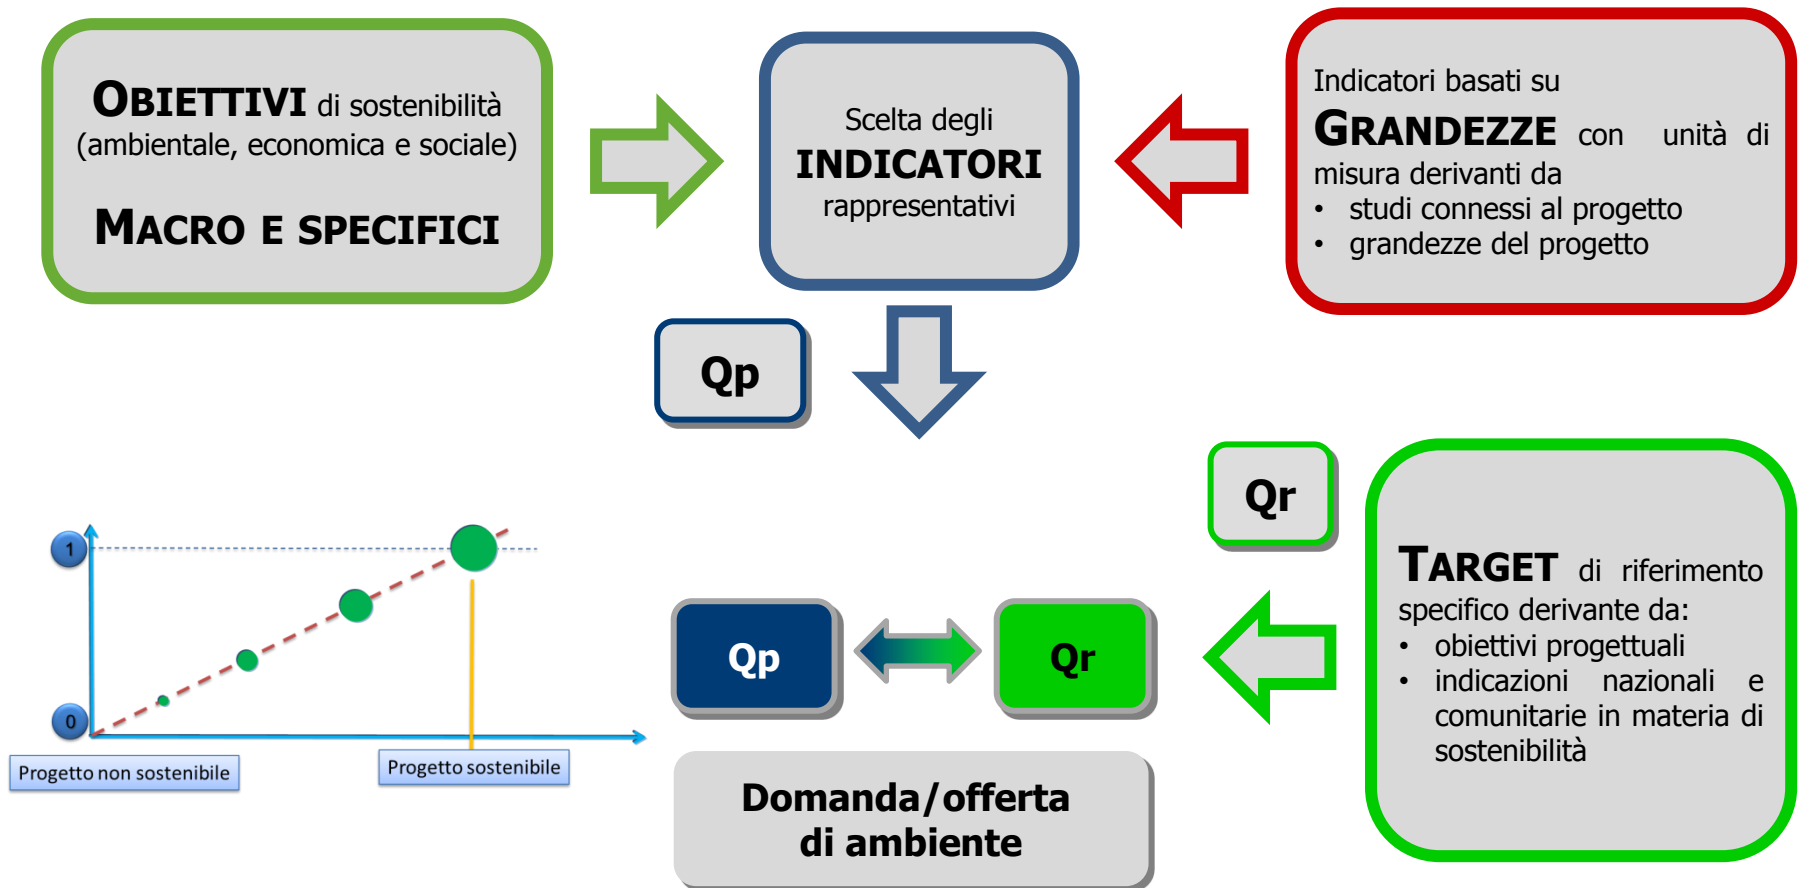 OBIETTIVI di sostenibilità
(ambientale, economica e sociale)
MACRO E SPECIFICI
Scelta degli
INDICATORI
rappresentativi
Indicatori basati su
GRANDEZZE con unità di
misura derivanti da
• studi connessi al progetto
• grandezze del progetto
Qp
Qr
TARGET di riferimento
specifico derivante da:
• obiettivi progettuali
• indicazioni nazionali e
comunitarie in materia di
sostenibilità
1
0
Progetto non sostenibile
Progetto sostenibile
Qp
Qr
Domanda/offerta
di ambiente